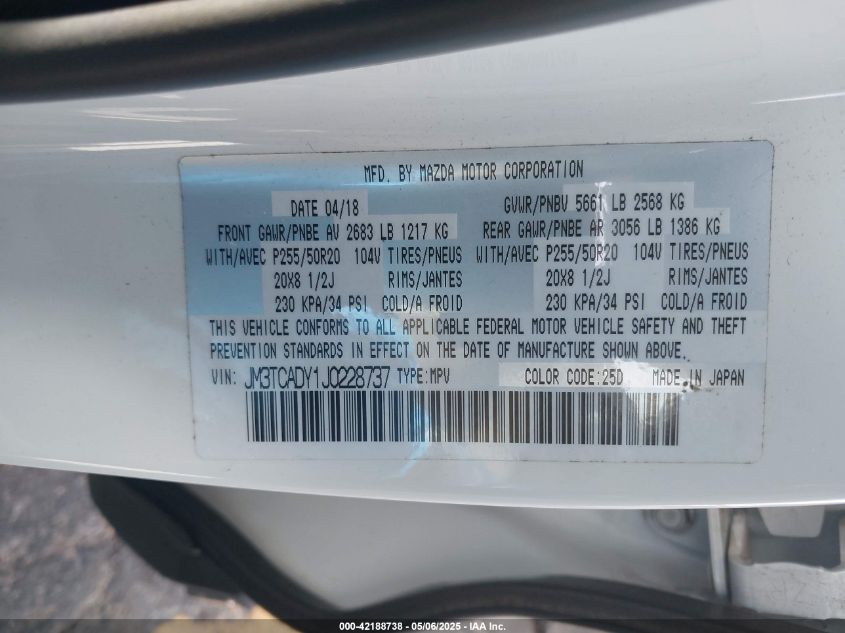 MFD. BY MAZDA MOTOR CORPORATION
DATE 04/18 GVWR/PNBV 5661 LB 2568 KG
FRONT GAWR/PNBE AV 2683 LB 1217 KG REAR GAWR/PNBE AR 3056 LB 1386 KG
WITH/AVEC P255/50R20 104V TIRES/PNEUS WITH/AVEC P255/50R20 104V TIRES/PNEUS
20X8 1/2J RIMS/JANTES 20X8 1/2J RIMS/JANTES
230 KPA/34 PSI COLD/A FROID 230 KPA/34 PSI COLD/A FROID
THIS VEHICLE CONFORMS TO ALL APPLICABLE FEDERAL MOTOR VEHICLE SAFETY AND THEFT
PREVENTION STANDARDS IN EFFECT ON THE DATE OF MANUFACTURE SHOWN ABOVE.
VIN: JM3TCADY1J0228737 TYPE:MPV COLOR CODE:25D MADE IN JAPAN
000-42188738 - 05/06/2025 - IAA Inc.